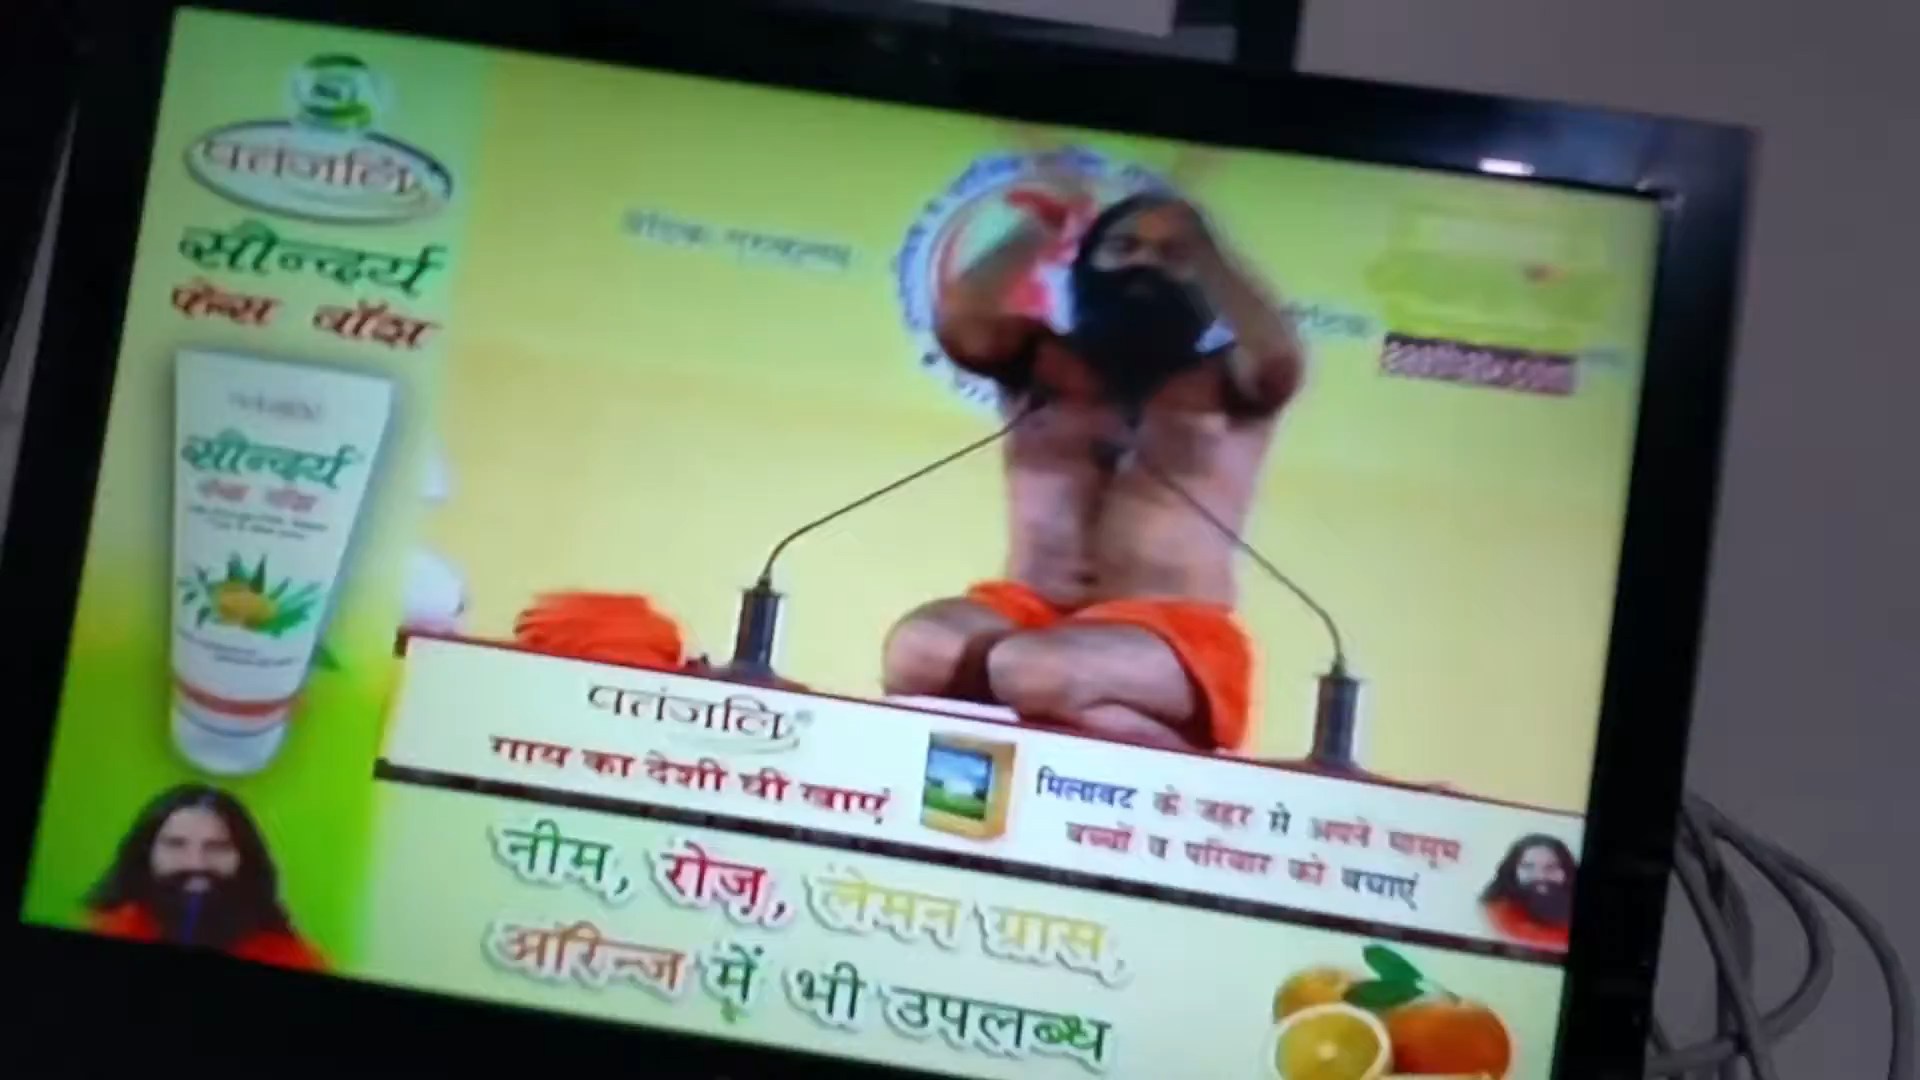 पतंजलि
सौन्दर्य
फेस वॉश
सौन्दर्य
फेस वॉश
पतंजलि
गाय का देशी घी खाएं
मिलावट के जहर से अपने मासूम
बच्चों व परिवार को बचाएं
नीम, रोज़, लेमन ग्रास,
ऑरेन्ज में भी उपलब्ध